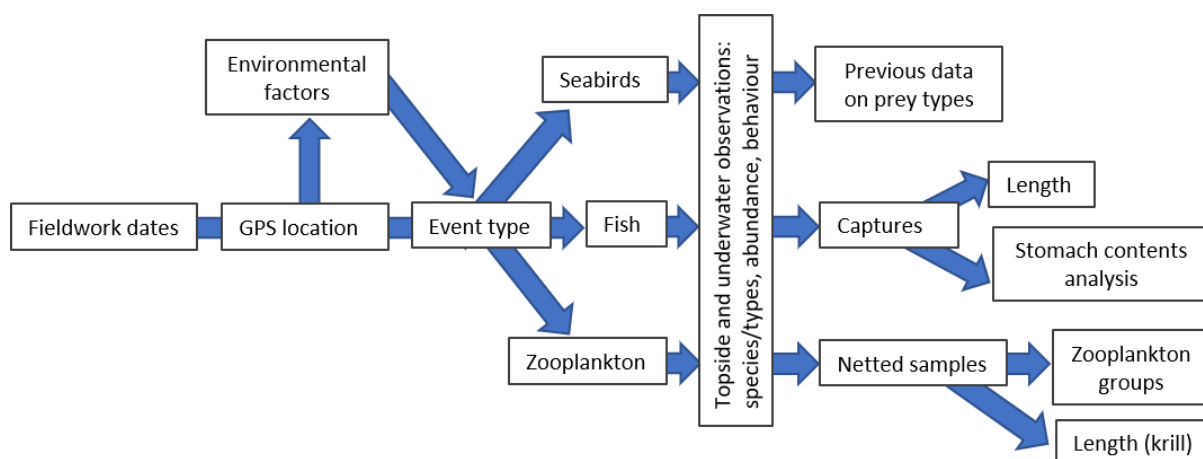 Fieldwork dates
GPS location
Environmental
factors
Event type
Seabirds
Fish
Zooplankton
Topside and underwater observations:
species/types, abundance, behaviour
Previous data
on prey types
Captures
Length
Stomach contents
analysis
Netted samples
Zooplankton
groups
Length (krill)